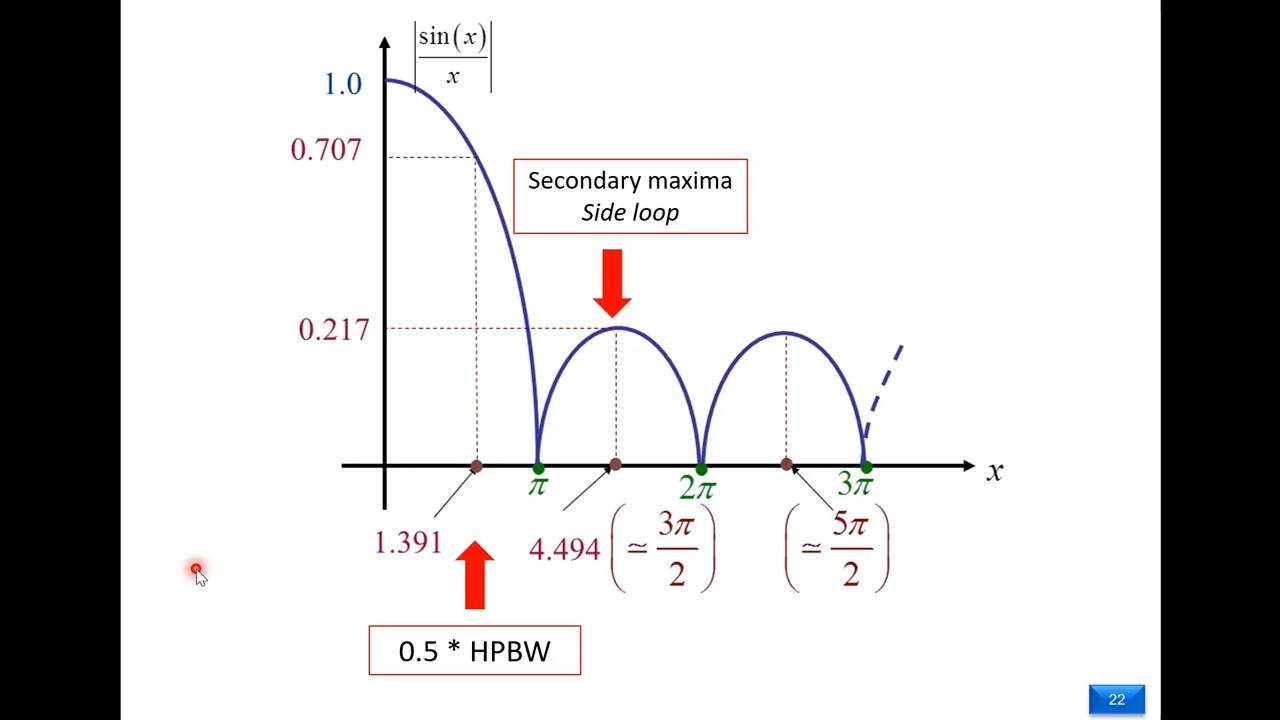 |sin(x)/x|
1.0
0.707
Secondary maxima
Side loop
0.217
x
π
2π
3π
1.391
4.494 (≃ 3π/2)
(≃ 5π/2)
0.5 * HPBW
22